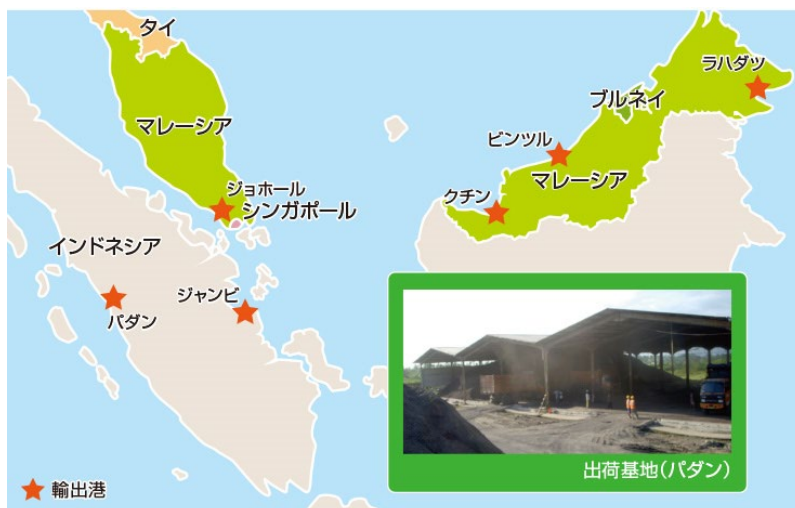 タイ
ラハダツ
マレーシア
ブルネイ
ビンツル
マレーシア
ジョホール
クチン
シンガポール
インドネシア
ジャンビ
パダン
出荷基地(パダン)
輸出港